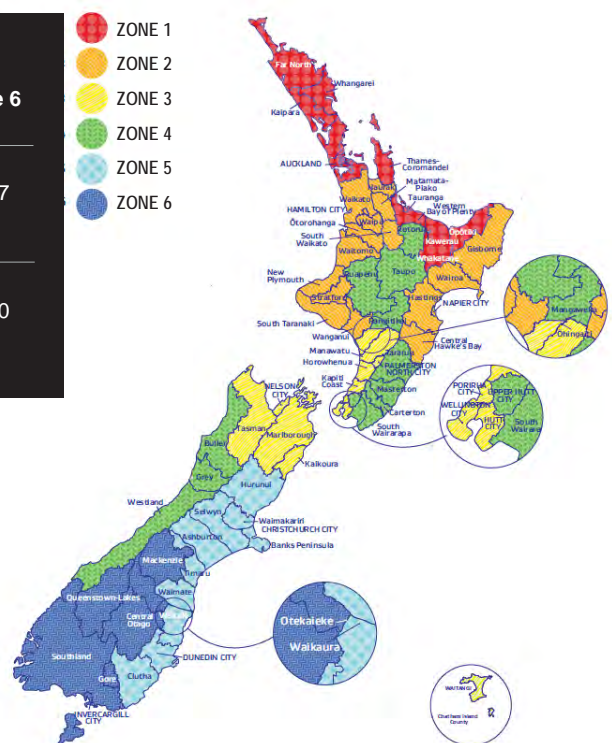 ZONE 1
ZONE 2
ZONE 3
ZONE 4
ZONE 5
ZONE 6
6
7
0
Far North
Whangarei
Kaipara
AUCKLAND
Thames-
Coromandel
Hauraki
Matamata-
Piako
Waikato
Tauranga
Western
Bay of Plenty
HAMILTON CITY
Waipa
Ōtorohanga
Rotorua
Opōtiki
Kawerau
South
Waikato
Whakatane
Gisborne
Waitomo
Ruapehu
Taupo
Wairoa
New
Plymouth
Stratford
Hastings
NAPIER CITY
South Taranaki
Rangitikei
Wanganui
Central
Hawke's Bay
Manawatu
Tararua
Horowhenua
PALMERSTON
NORTH CITY
Kapiti
Coast
Masterton
Carterton
South
Wairarapa
Mangaweka
Ōhingaiti
PORIRUA
CITY
UPPER HUTT
CITY
WELLINGTON
CITY
HUTT
CITY
South
NELSON
CITY
Tasman
Marlborough
Buller
Kaikoura
Grey
Hurunui
Westland
Selwyn
Waimakariri
CHRISTCHURCH CITY
Ashburton
Banks Peninsula
Mackenzie
Timaru
Queenstown-Lakes
Waimate
Central
Otago
Waitaki
Southland
DUNEDIN CITY
Gore
Clutha
INVERCARGILL
CITY
Otekaieke
Waikaura
WAITANGI
Chatham Island
County